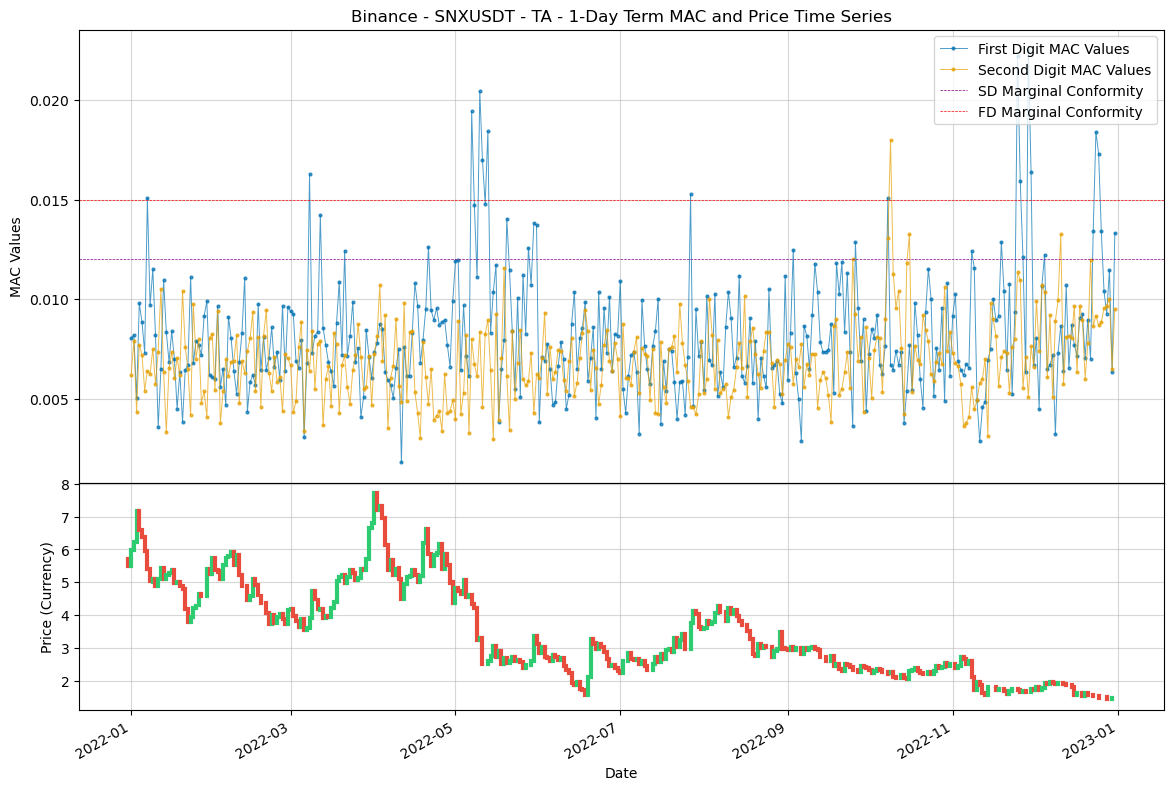 Binance - SNXUSDT - TA - 1-Day Term MAC and Price Time Series
First Digit MAC Values
Second Digit MAC Values
SD Marginal Conformity
FD Marginal Conformity
MAC Values
0.020
0.015
0.010
0.005
Price (Currency)
8
7
6
5
4
3
2
2022-01
2022-03
2022-05
2022-07
2022-09
2022-11
2023-01
Date